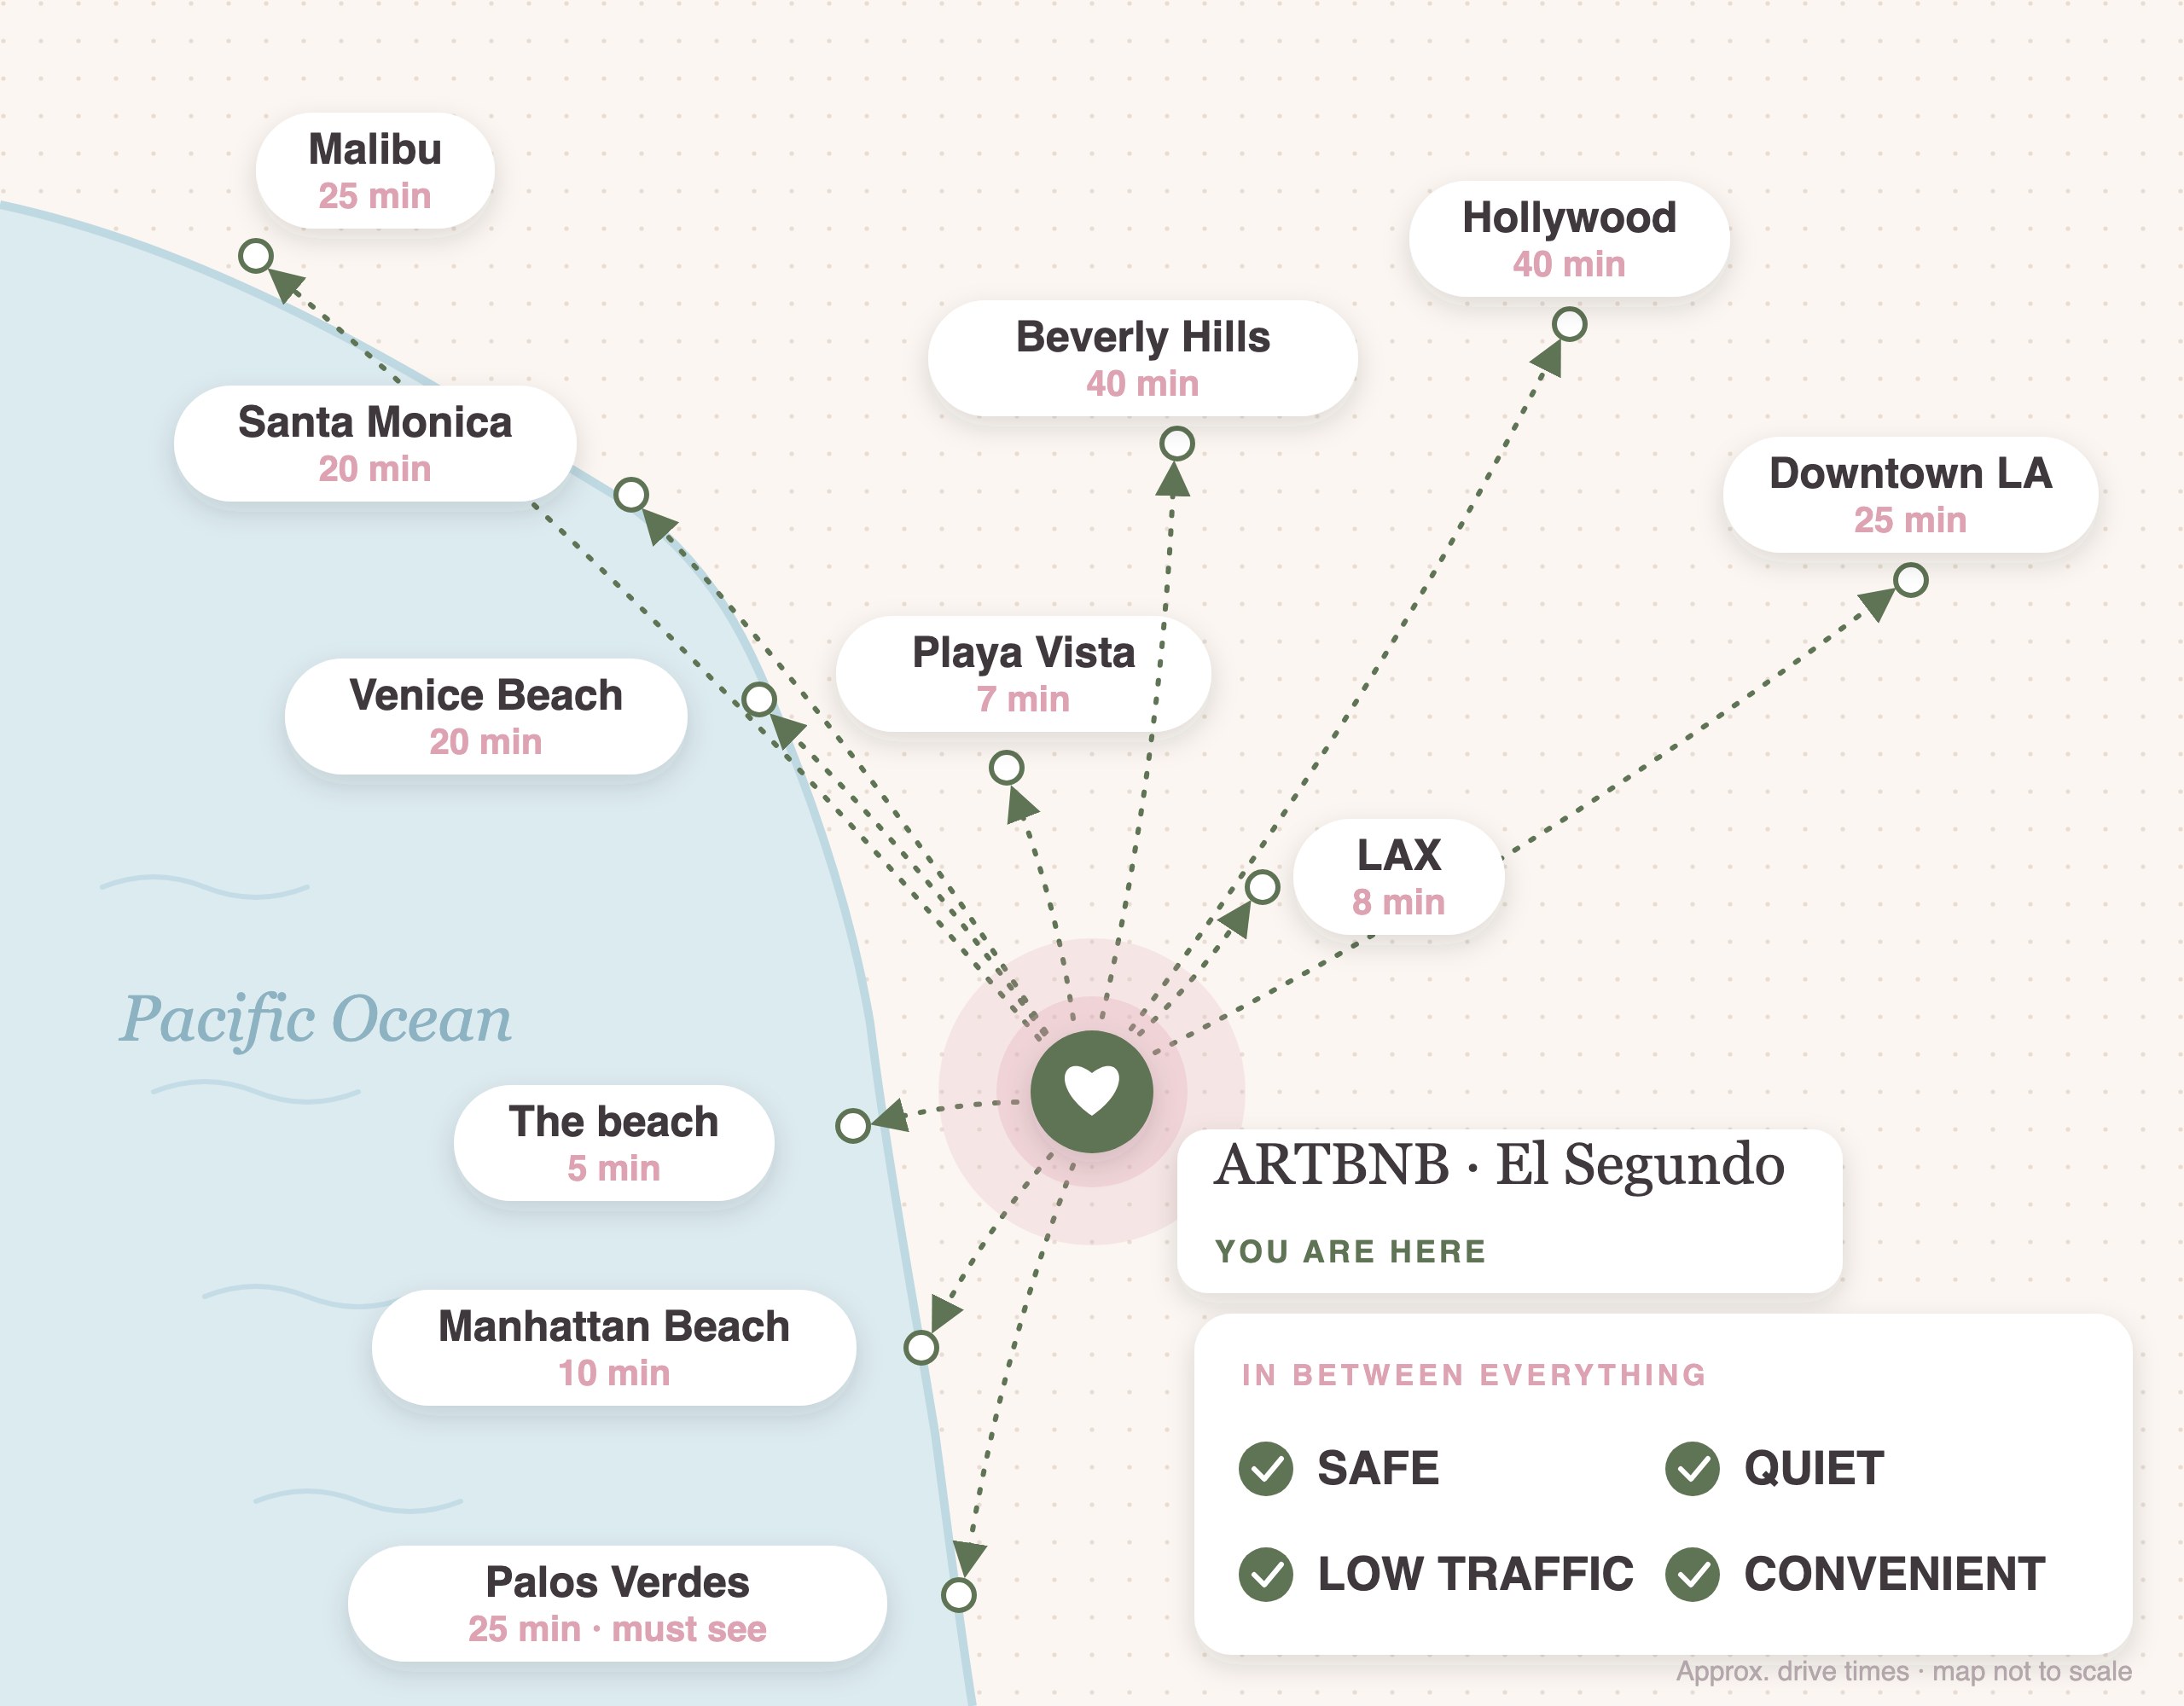 Malibu
25 min
Hollywood
40 min
Beverly Hills
40 min
Santa Monica
20 min
Downtown LA
25 min
Playa Vista
7 min
Venice Beach
20 min
LAX
8 min
Pacific Ocean
The beach
5 min
ARTBNB · El Segundo
YOU ARE HERE
Manhattan Beach
10 min
IN BETWEEN EVERYTHING
SAFE
QUIET
LOW TRAFFIC
CONVENIENT
Palos Verdes
25 min · must see
Approx. drive times · map not to scale